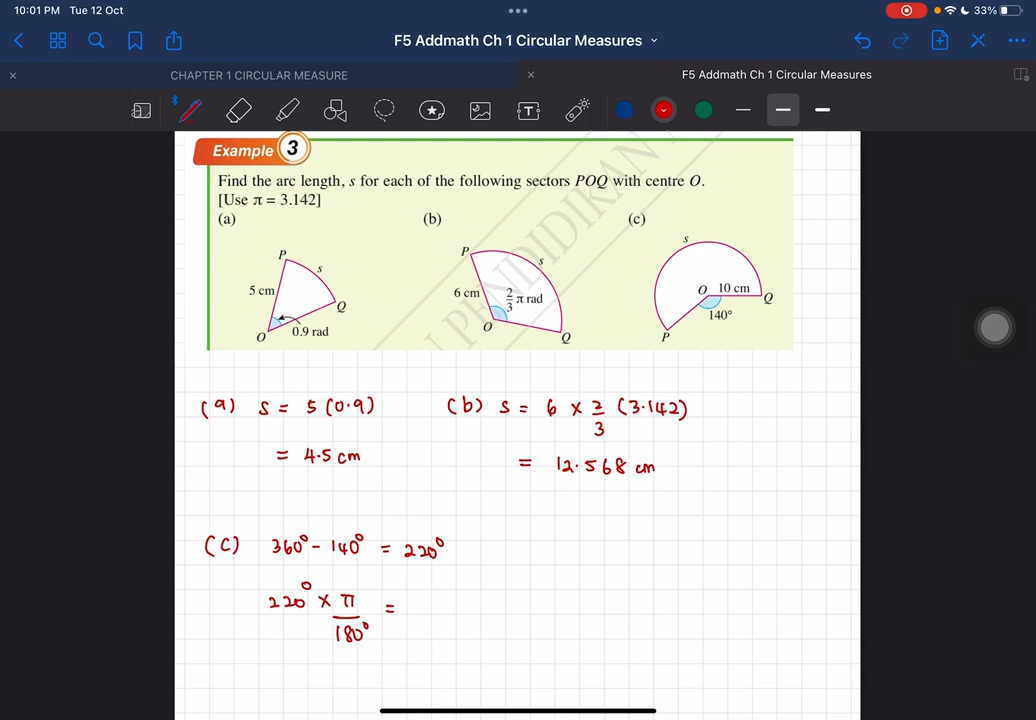 10:01 PM Tue 12 Oct
33%
F5 Addmath Ch 1 Circular Measures
CHAPTER 1 CIRCULAR MEASURE
F5 Addmath Ch 1 Circular Measures
Example 3
Find the arc length, s for each of the following sectors POQ with centre O.
[Use π = 3.142]
(a) (b) (c)
P s 5 cm Q O 0.9 rad
P s 6 cm 2/3 π rad O Q
s O 10 cm Q 140° P
(a) s = 5 (0.9)
= 4.5 cm
(b) s = 6 × 2/3 (3.142)
= 12.568 cm
(c) 360° - 140° = 220°
220° × π/180° =